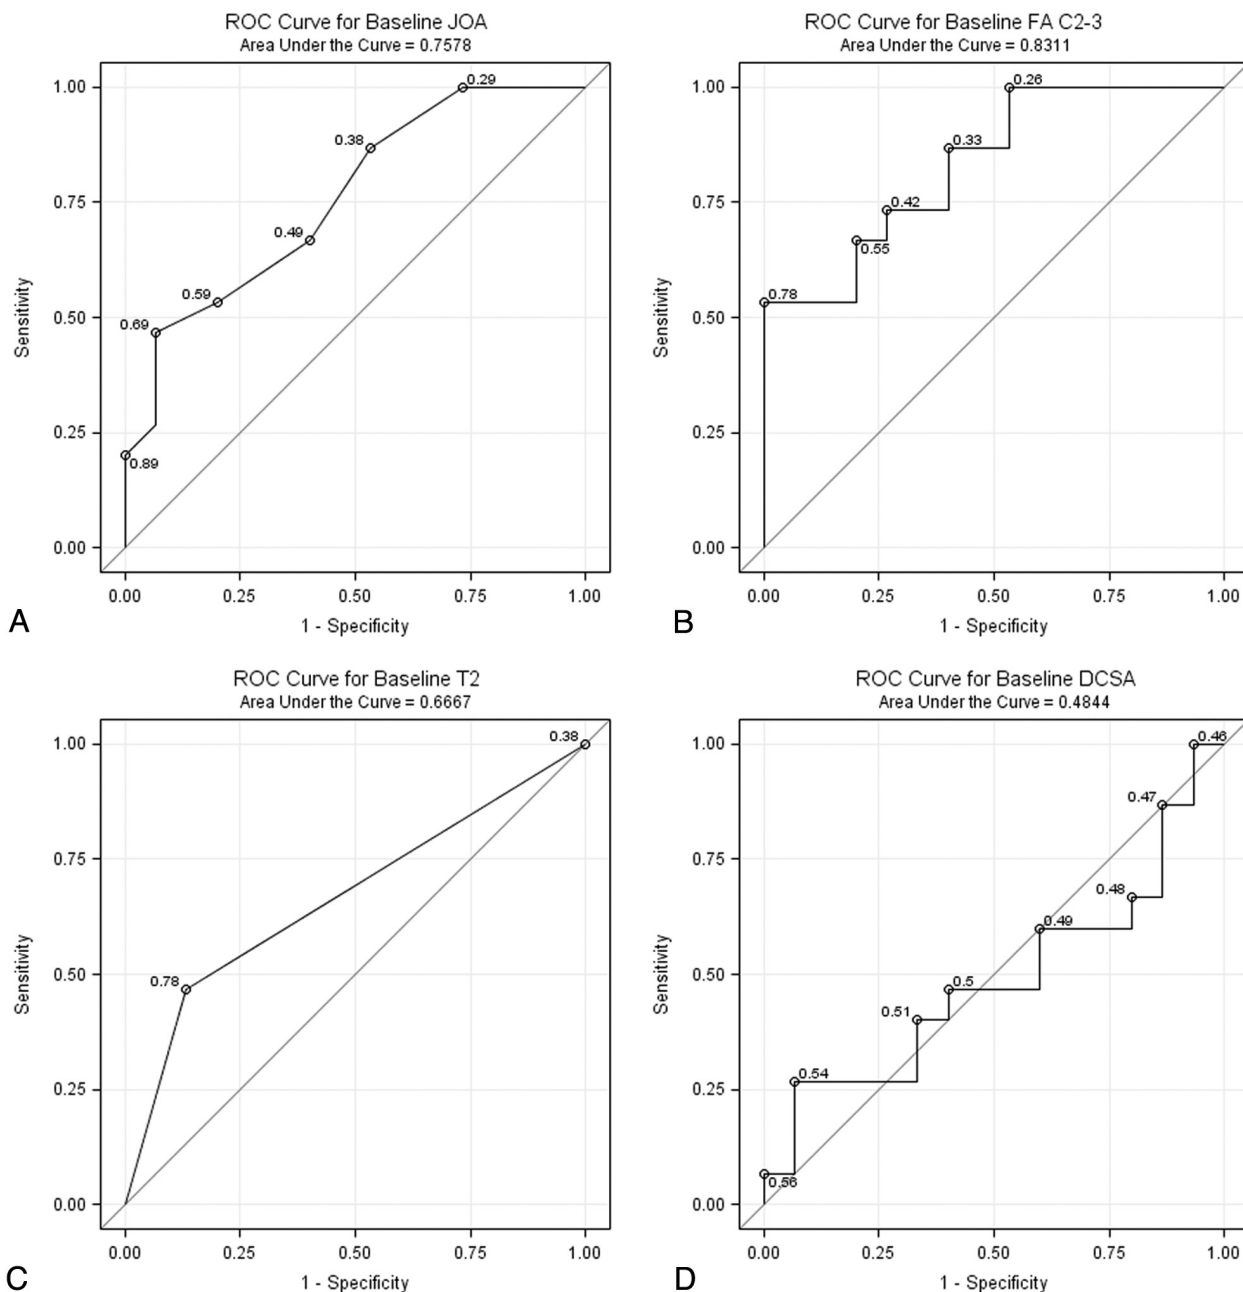 ROC Curve for Baseline JOA
Area Under the Curve = 0.7578
1.00
0.75
0.50
0.25
0.00
Sensitivity
0.29
0.38
0.49
0.59
0.69
0.89
0.00 0.25 0.50 0.75 1.00
1 - Specificity
A
ROC Curve for Baseline FA C2-3
Area Under the Curve = 0.8311
1.00
0.75
0.50
0.25
0.00
Sensitivity
0.26
0.33
0.42
0.55
0.78
0.00 0.25 0.50 0.75 1.00
1 - Specificity
B
ROC Curve for Baseline T2
Area Under the Curve = 0.6667
1.00
0.75
0.50
0.25
0.00
Sensitivity
0.38
0.78
0.00 0.25 0.50 0.75 1.00
1 - Specificity
C
ROC Curve for Baseline DCSA
Area Under the Curve = 0.4844
1.00
0.75
0.50
0.25
0.00
Sensitivity
0.46
0.47
0.48
0.49
0.5
0.51
0.54
0.56
0.00 0.25 0.50 0.75 1.00
1 - Specificity
D